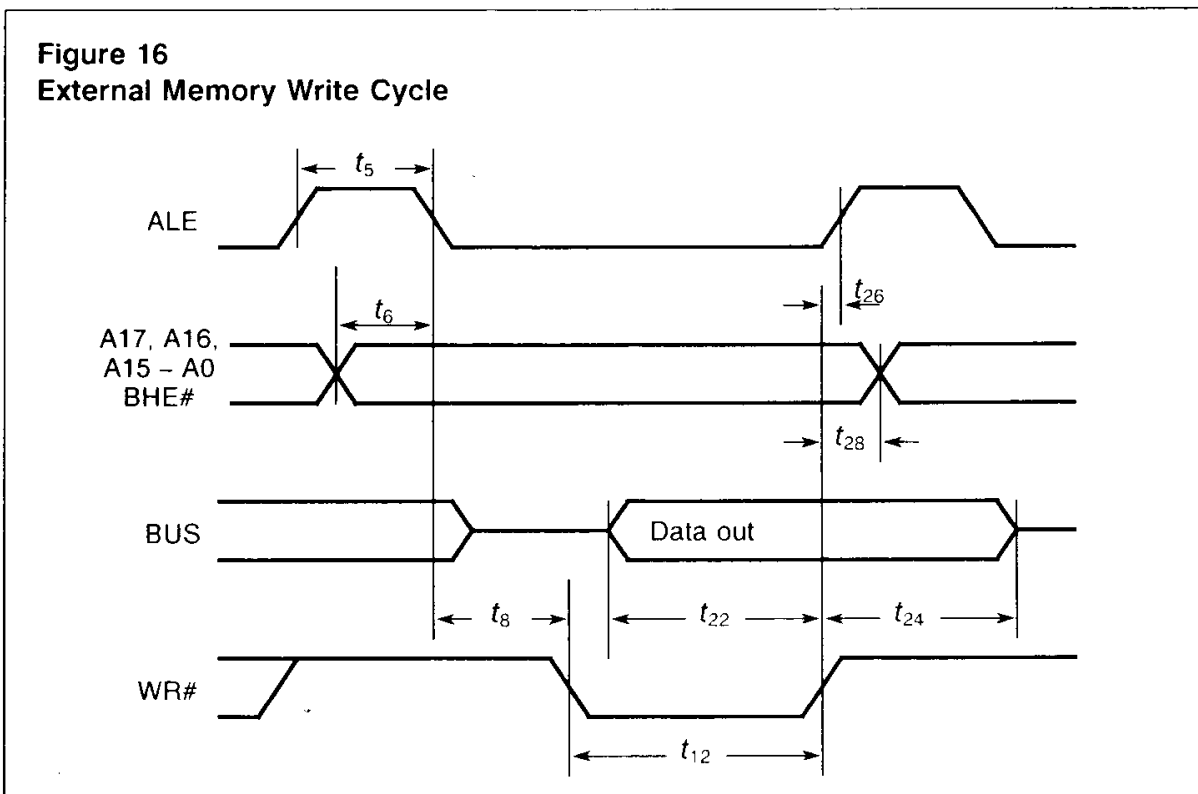 Figure 16
External Memory Write Cycle
t5
ALE
t26
t6
A17, A16,
A15 – A0
BHE#
t28
BUS
Data out
t8
t22
t24
WR#
t12